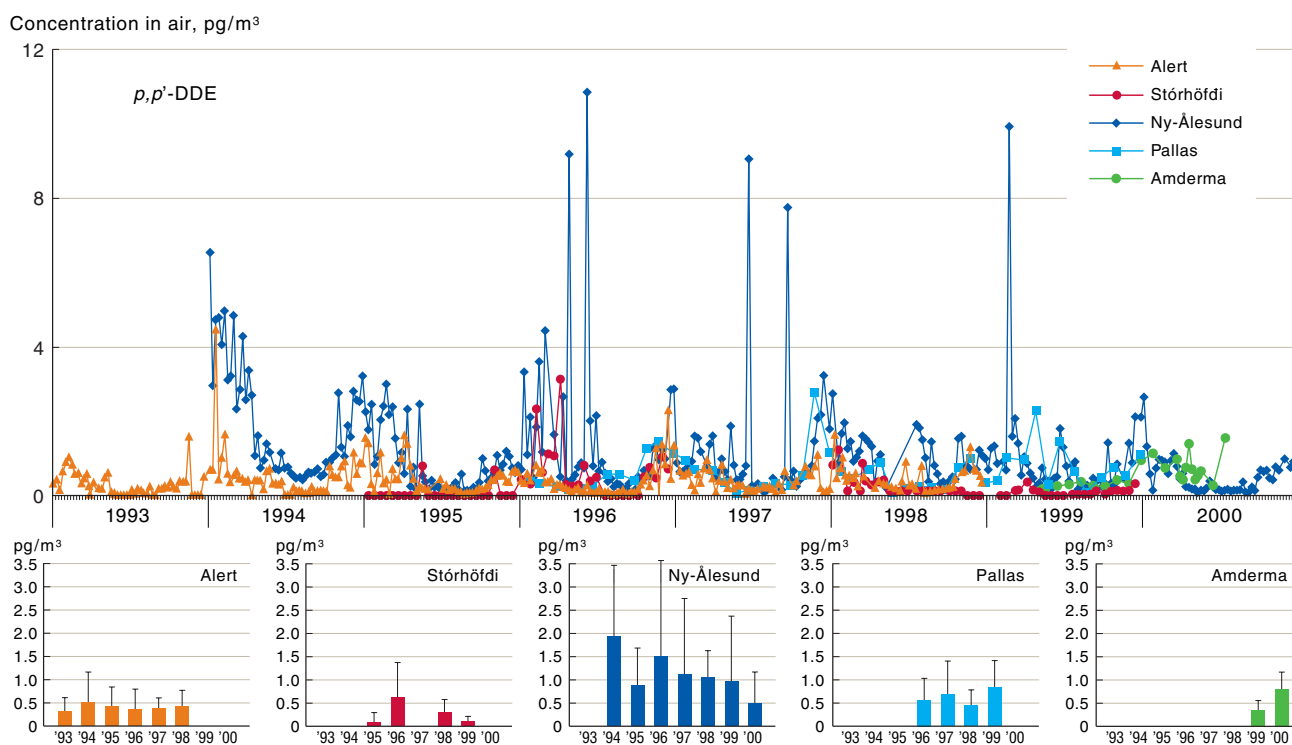 Concentration in air, pg/m³
12
8
4
0
p,p’-DDE
Alert
Stórhöfði
Ny-Ålesund
Pallas
Amderma
1993 1994 1995 1996 1997 1998 1999 2000
pg/m³ pg/m³ pg/m³ pg/m³ pg/m³
Alert
3.5
3.0
2.5
2.0
1.5
1.0
0.5
0
'93 '94 '95 '96 '97 '98 '99 '00
Stórhöfði
3.5
3.0
2.5
2.0
1.5
1.0
0.5
0
'93 '94 '95 '96 '97 '98 '99 '00
Ny-Ålesund
3.5
3.0
2.5
2.0
1.5
1.0
0.5
0
'93 '94 '95 '96 '97 '98 '99 '00
Pallas
3.5
3.0
2.5
2.0
1.5
1.0
0.5
0
'93 '94 '95 '96 '97 '98 '99 '00
Amderma
3.5
3.0
2.5
2.0
1.5
1.0
0.5
0
'93 '94 '95 '96 '97 '98 '99 '00